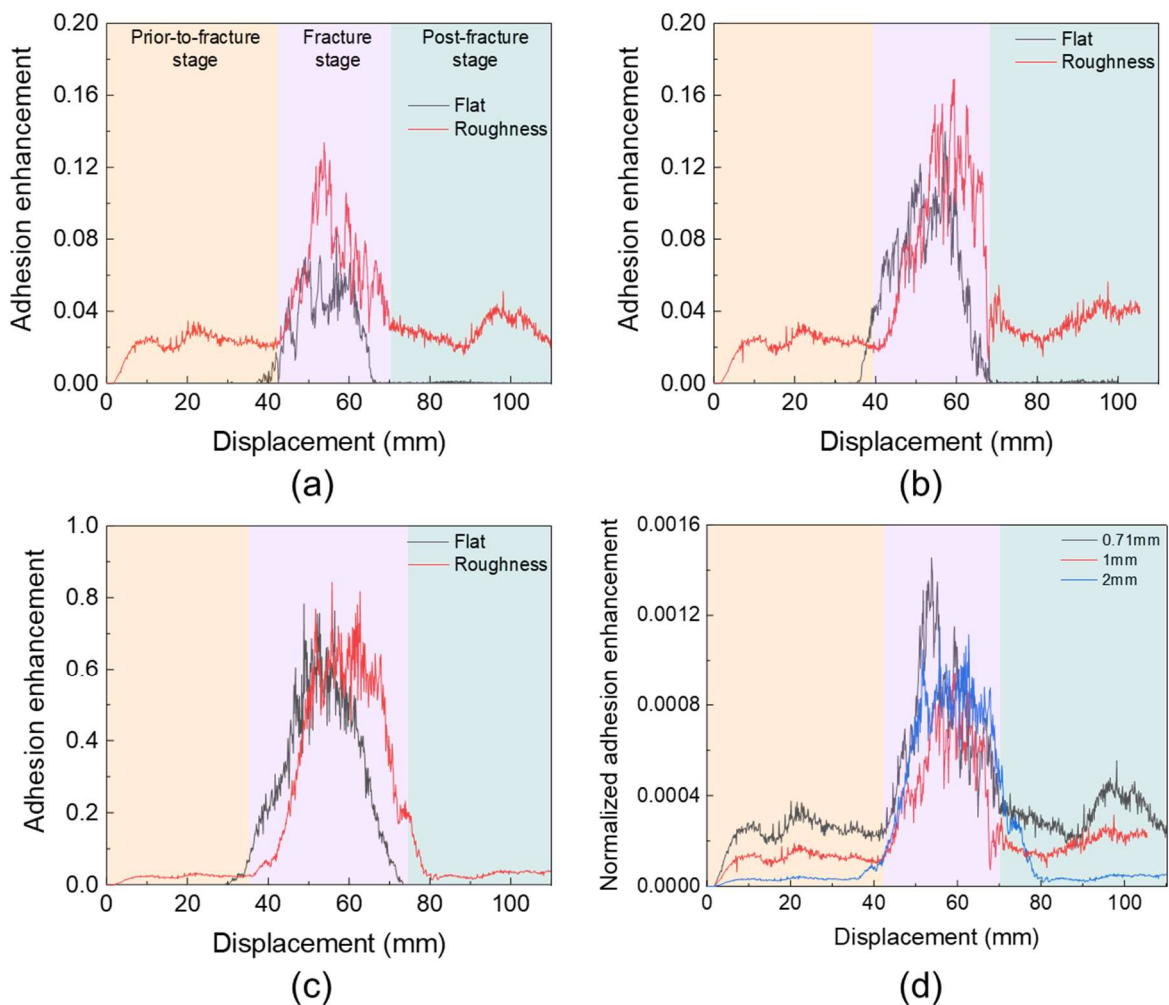 0.20
0.16
0.12
0.08
0.04
0.00
Adhesion enhancement
Prior-to-fracture
stage
Fracture
stage
Post-fracture
stage
Flat
Roughness
0 20 40 60 80 100
Displacement (mm)
(a)
0.20
0.16
0.12
0.08
0.04
0.00
Adhesion enhancement
Flat
Roughness
0 20 40 60 80 100
Displacement (mm)
(b)
1.0
0.8
0.6
0.4
0.2
0.0
Adhesion enhancement
Flat
Roughness
0 20 40 60 80 100
Displacement (mm)
(c)
0.0016
0.0012
0.0008
0.0004
0.0000
Normalized adhesion enhancement
0.71mm
1mm
2mm
0 20 40 60 80 100
Displacement (mm)
(d)